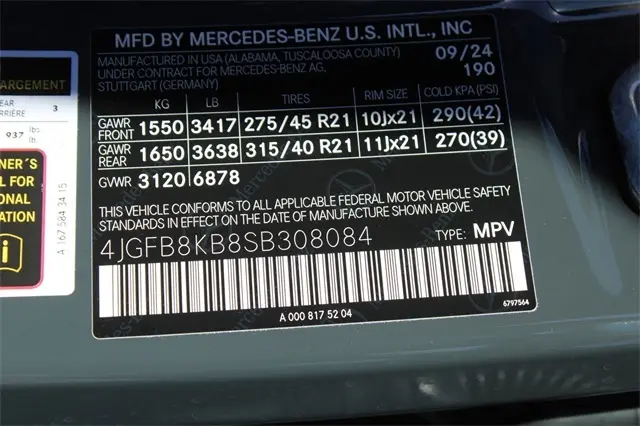 MFD BY MERCEDES-BENZ U.S. INTL., INC
MANUFACTURED IN USA (ALABAMA, TUSCALOOSA COUNTY) 09/24
UNDER CONTRACT FOR MERCEDES-BENZ AG, 190
STUTTGART (GERMANY)
KG LB TIRES RIM SIZE COLD KPA (PSI)
GAWR FRONT 1550 3417 275/45 R21 10Jx21 290(42)
GAWR REAR 1650 3638 315/40 R21 11Jx21 270(39)
GVWR 3120 6878
THIS VEHICLE CONFORMS TO ALL APPLICABLE FEDERAL MOTOR VEHICLE SAFETY
STANDARDS IN EFFECT ON THE DATE OF MANUFACTURE SHOWN ABOVE.
4JGFB8KB8SB308084 TYPE: MPV
6797564
A 000 817 52 04
ARGEMENT
EAR 3
RRIÈRE
937 lbs.
lb.
NER´S
L FOR
ATION
A 167 584 34 15